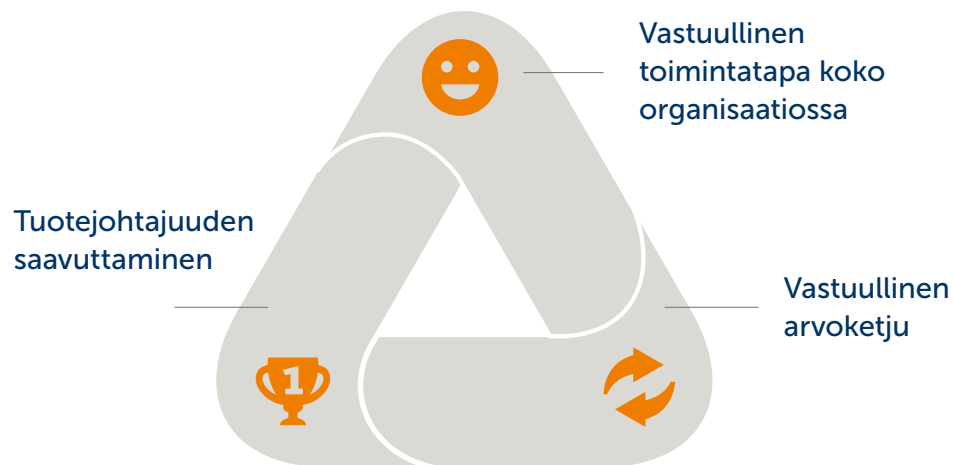 Vastuullinen
toimintatapa koko
organisaatiossa
Tuotejohtajuuden
saavuttaminen
Vastuullinen
arvoketju
1